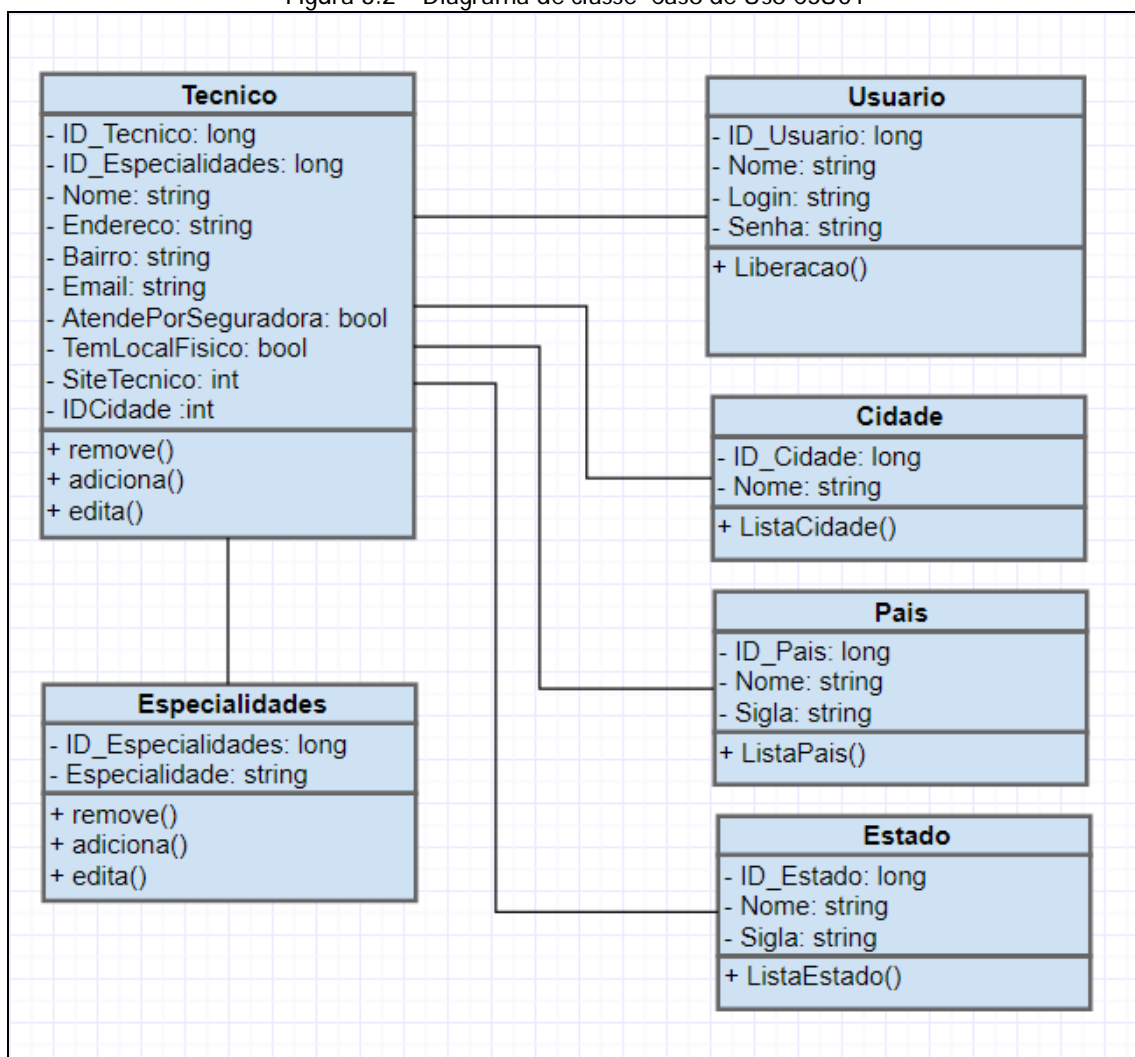 Tecnico
- ID_Tecnico: long
- ID_Especialidades: long
- Nome: string
- Endereco: string
- Bairro: string
- Email: string
- AtendePorSeguradora: bool
- TemLocalFisico: bool
- SiteTecnico: int
- IDCidade :int
+ remove()
+ adiciona()
+ edita()
Especialidades
- ID_Especialidades: long
- Especialidade: string
+ remove()
+ adiciona()
+ edita()
Usuario
- ID_Usuario: long
- Nome: string
- Login: string
- Senha: string
+ Liberacao()
Cidade
- ID_Cidade: long
- Nome: string
+ ListaCidade()
Pais
- ID_Pais: long
- Nome: string
- Sigla: string
+ ListaPais()
Estado
- ID_Estado: long
- Nome: string
- Sigla: string
+ ListaEstado()